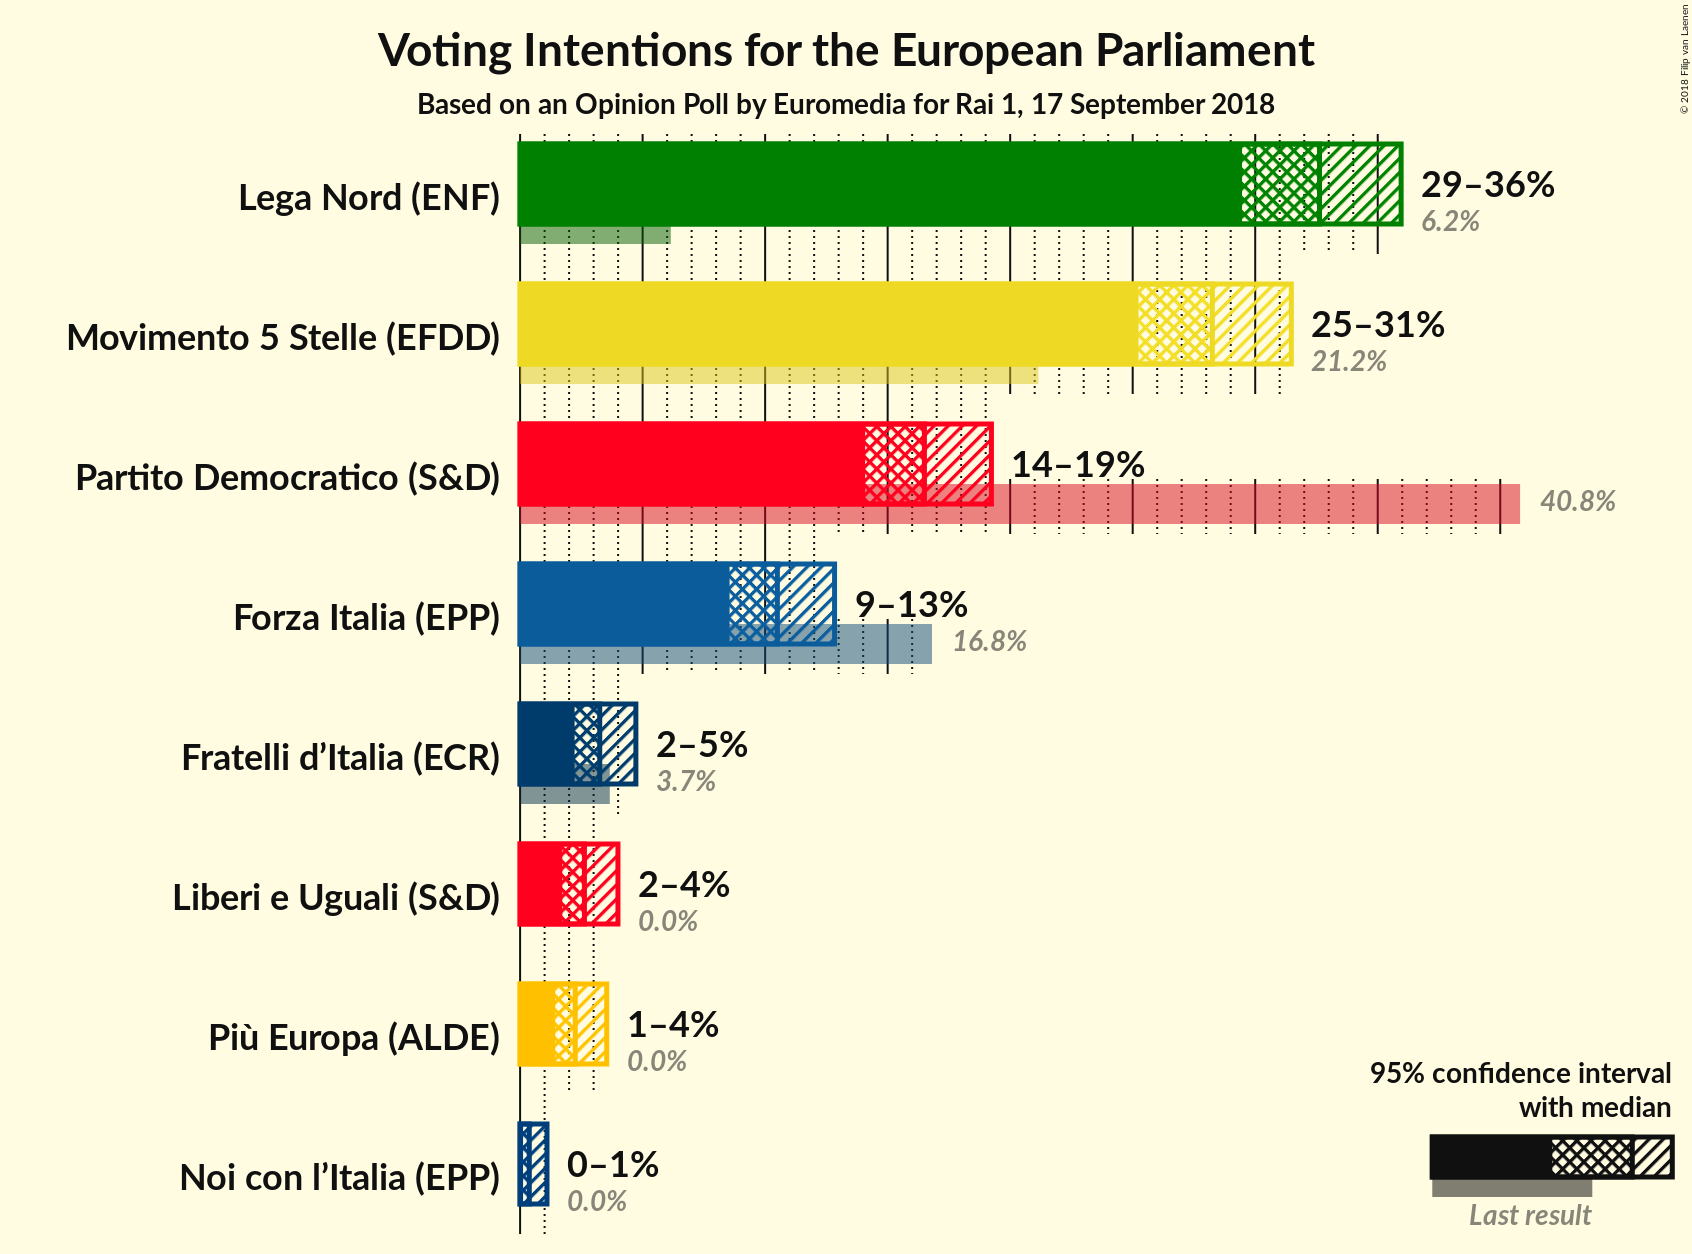 Voting Intentions for the European Parliament
Based on an Opinion Poll by Euromedia for Rai 1, 17 September 2018
© 2018 Filip van Laenen
Lega Nord (ENF)
29–36%
6.2%
Movimento 5 Stelle (EFDD)
25–31%
21.2%
Partito Democratico (S&D)
14–19%
40.8%
Forza Italia (EPP)
9–13%
16.8%
Fratelli d’Italia (ECR)
2–5%
3.7%
Liberi e Uguali (S&D)
2–4%
0.0%
Più Europa (ALDE)
1–4%
0.0%
Noi con l’Italia (EPP)
0–1%
0.0%
95% confidence interval
with median
Last result